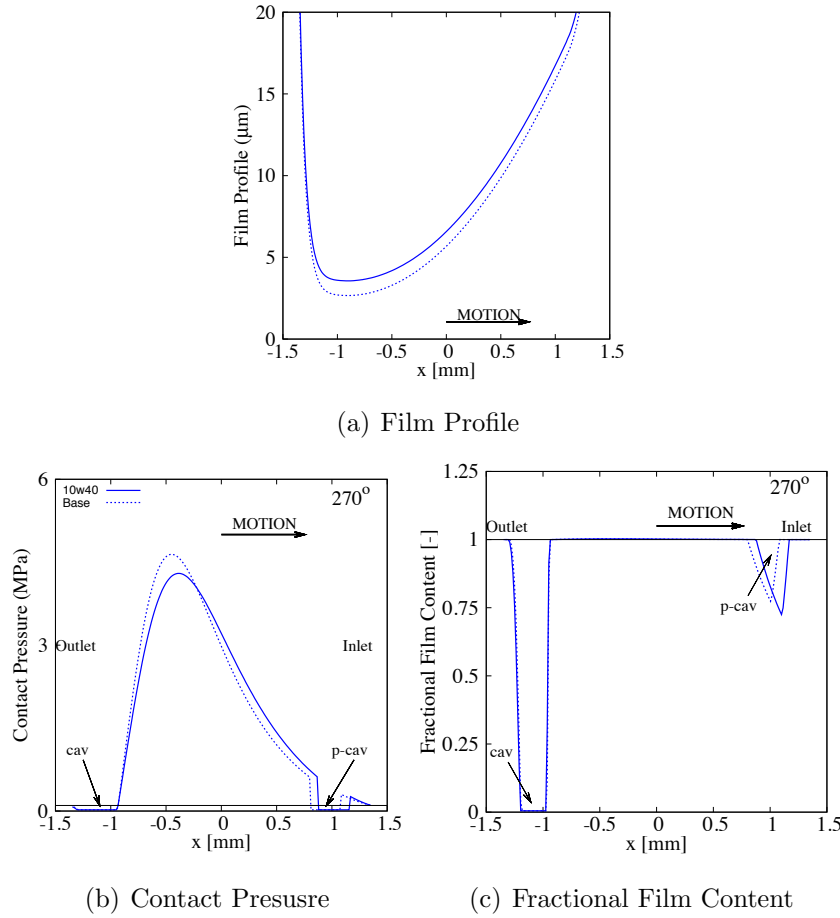 20
15
10
5
0
Film Profile (μm)
MOTION
-1.5 -1 -0.5 0 0.5 1 1.5
x [mm]
(a) Film Profile
6
3
0
Contact Pressure (MPa)
10w40
Base
270o
MOTION
Outlet
Inlet
cav
p-cav
-1.5 -1 -0.5 0 0.5 1 1.5
x [mm]
(b) Contact Presusre
1.25
1
0.75
0.5
0.25
0
Fractional Film Content [-]
270o
MOTION
Outlet
Inlet
p-cav
cav
-1.5 -1 -0.5 0 0.5 1 1.5
x [mm]
(c) Fractional Film Content